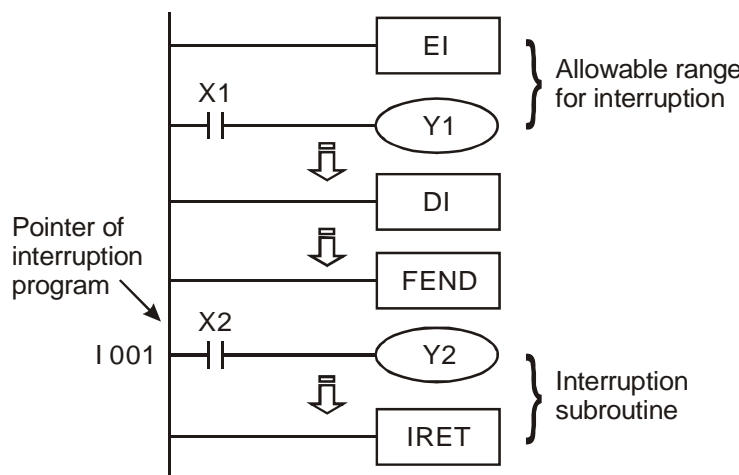 EI
Allowable range
for interruption
X1
Y1
DI
Pointer of
interruption
program
FEND
X2
I 001
Y2
Interruption
subroutine
IRET